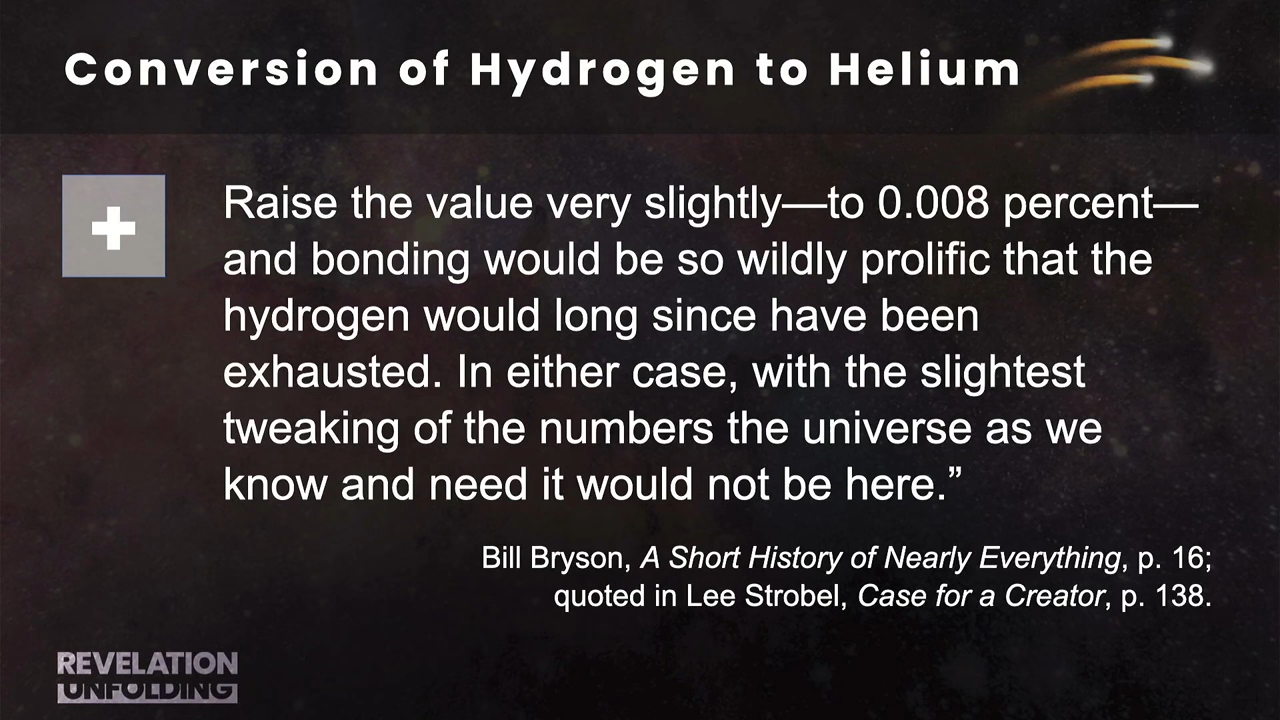 Conversion of Hydrogen to Helium
Raise the value very slightly—to 0.008 percent—
and bonding would be so wildly prolific that the
hydrogen would long since have been
exhausted. In either case, with the slightest
tweaking of the numbers the universe as we
know and need it would not be here.”
Bill Bryson, A Short History of Nearly Everything, p. 16;
quoted in Lee Strobel, Case for a Creator, p. 138.
REVELATION
UNFOLDING